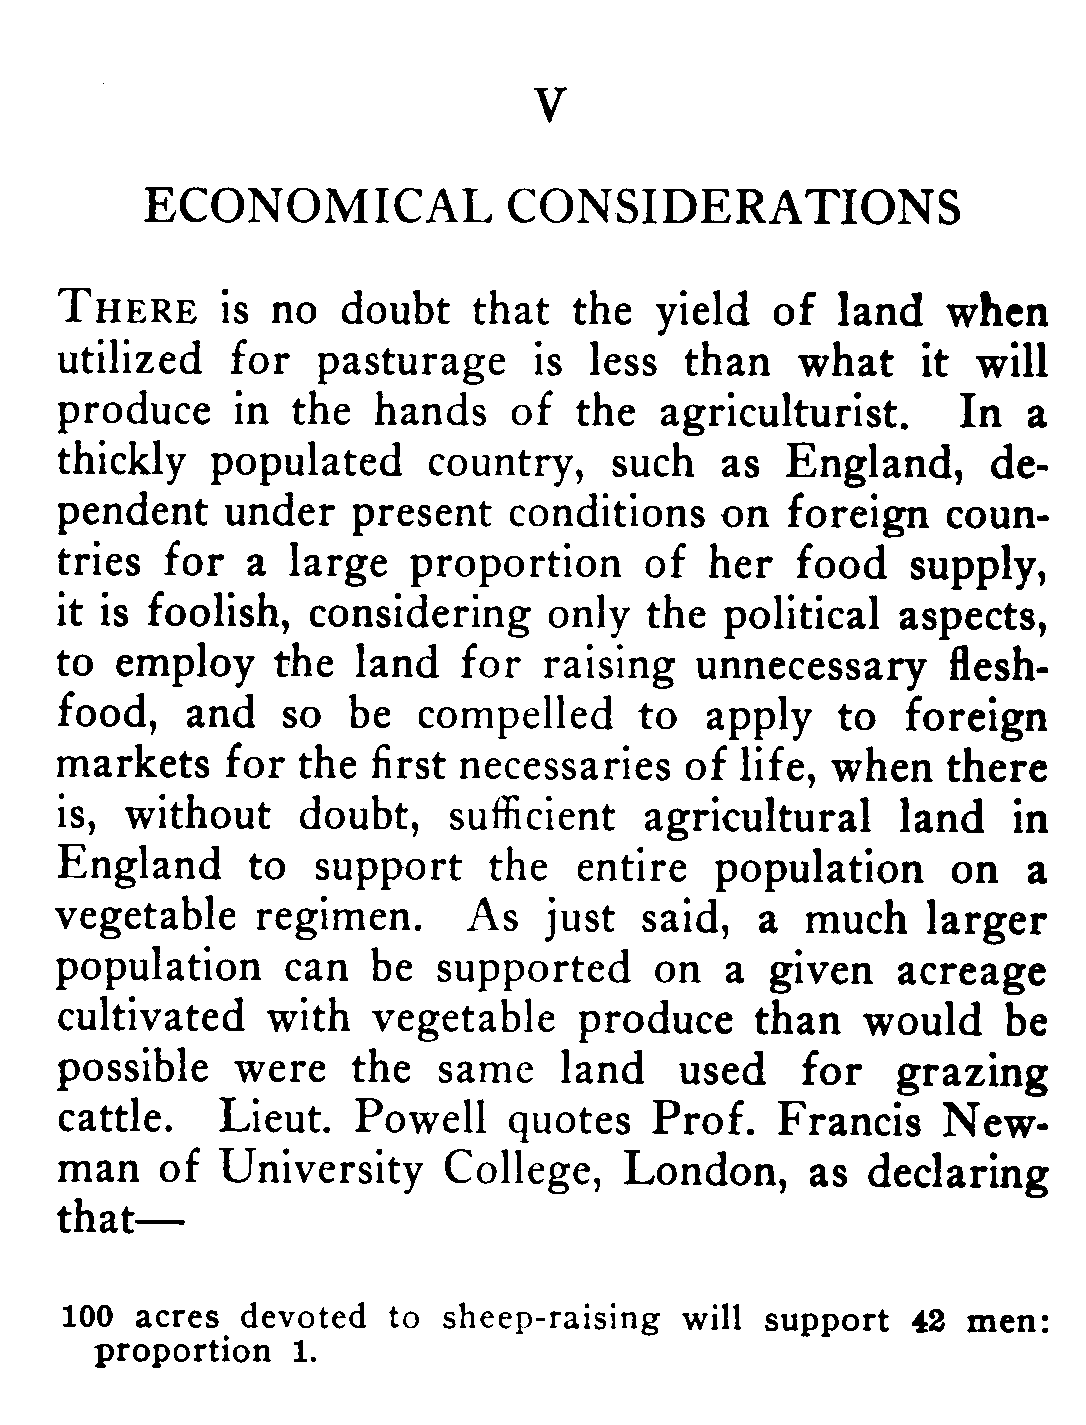 V
ECONOMICAL CONSIDERATIONS
THERE is no doubt that the yield of land when
utilized for pasturage is less than what it will
produce in the hands of the agriculturist. In a
thickly populated country, such as England, de-
pendent under present conditions on foreign coun-
tries for a large proportion of her food supply,
it is foolish, considering only the political aspects,
to employ the land for raising unnecessary flesh-
food, and so be compelled to apply to foreign
markets for the first necessaries of life, when there
is, without doubt, sufficient agricultural land in
England to support the entire population on a
vegetable regimen. As just said, a much larger
population can be supported on a given acreage
cultivated with vegetable produce than would be
possible were the same land used for grazing
cattle. Lieut. Powell quotes Prof. Francis New-
man of University College, London, as declaring
that—
100 acres devoted to sheep-raising will support 42 men:
proportion 1.